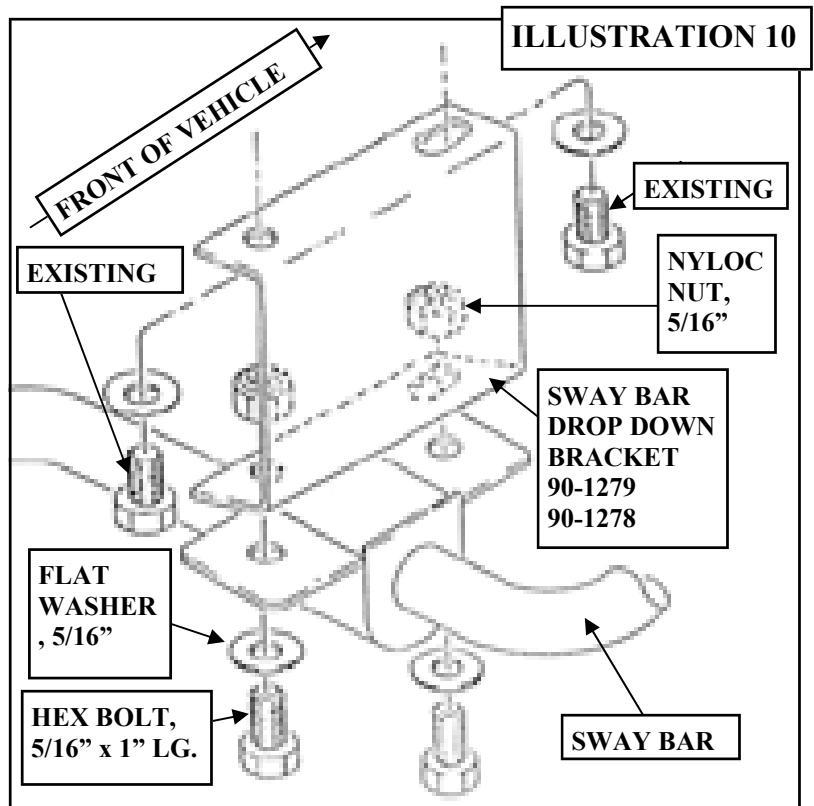 ILLUSTRATION 10
FRONT OF VEHICLE
EXISTING
EXISTING
NYLOC
NUT,
5/16”
SWAY BAR
DROP DOWN
BRACKET
90-1279
90-1278
FLAT
WASHER
, 5/16”
HEX BOLT,
5/16” x 1” LG.
SWAY BAR